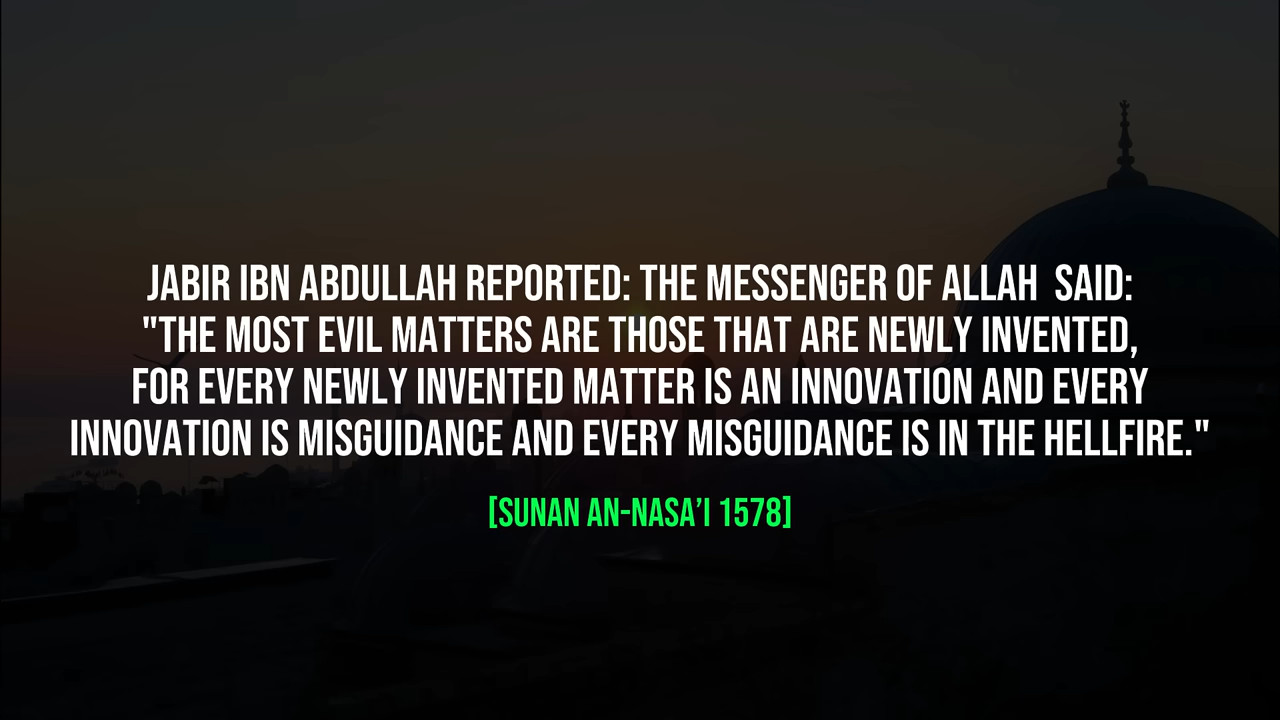 JABIR IBN ABDULLAH REPORTED: THE MESSENGER OF ALLAH  SAID:
"THE MOST EVIL MATTERS ARE THOSE THAT ARE NEWLY INVENTED,
FOR EVERY NEWLY INVENTED MATTER IS AN INNOVATION AND EVERY
INNOVATION IS MISGUIDANCE AND EVERY MISGUIDANCE IS IN THE HELLFIRE."
[SUNAN AN-NASA’I 1578]